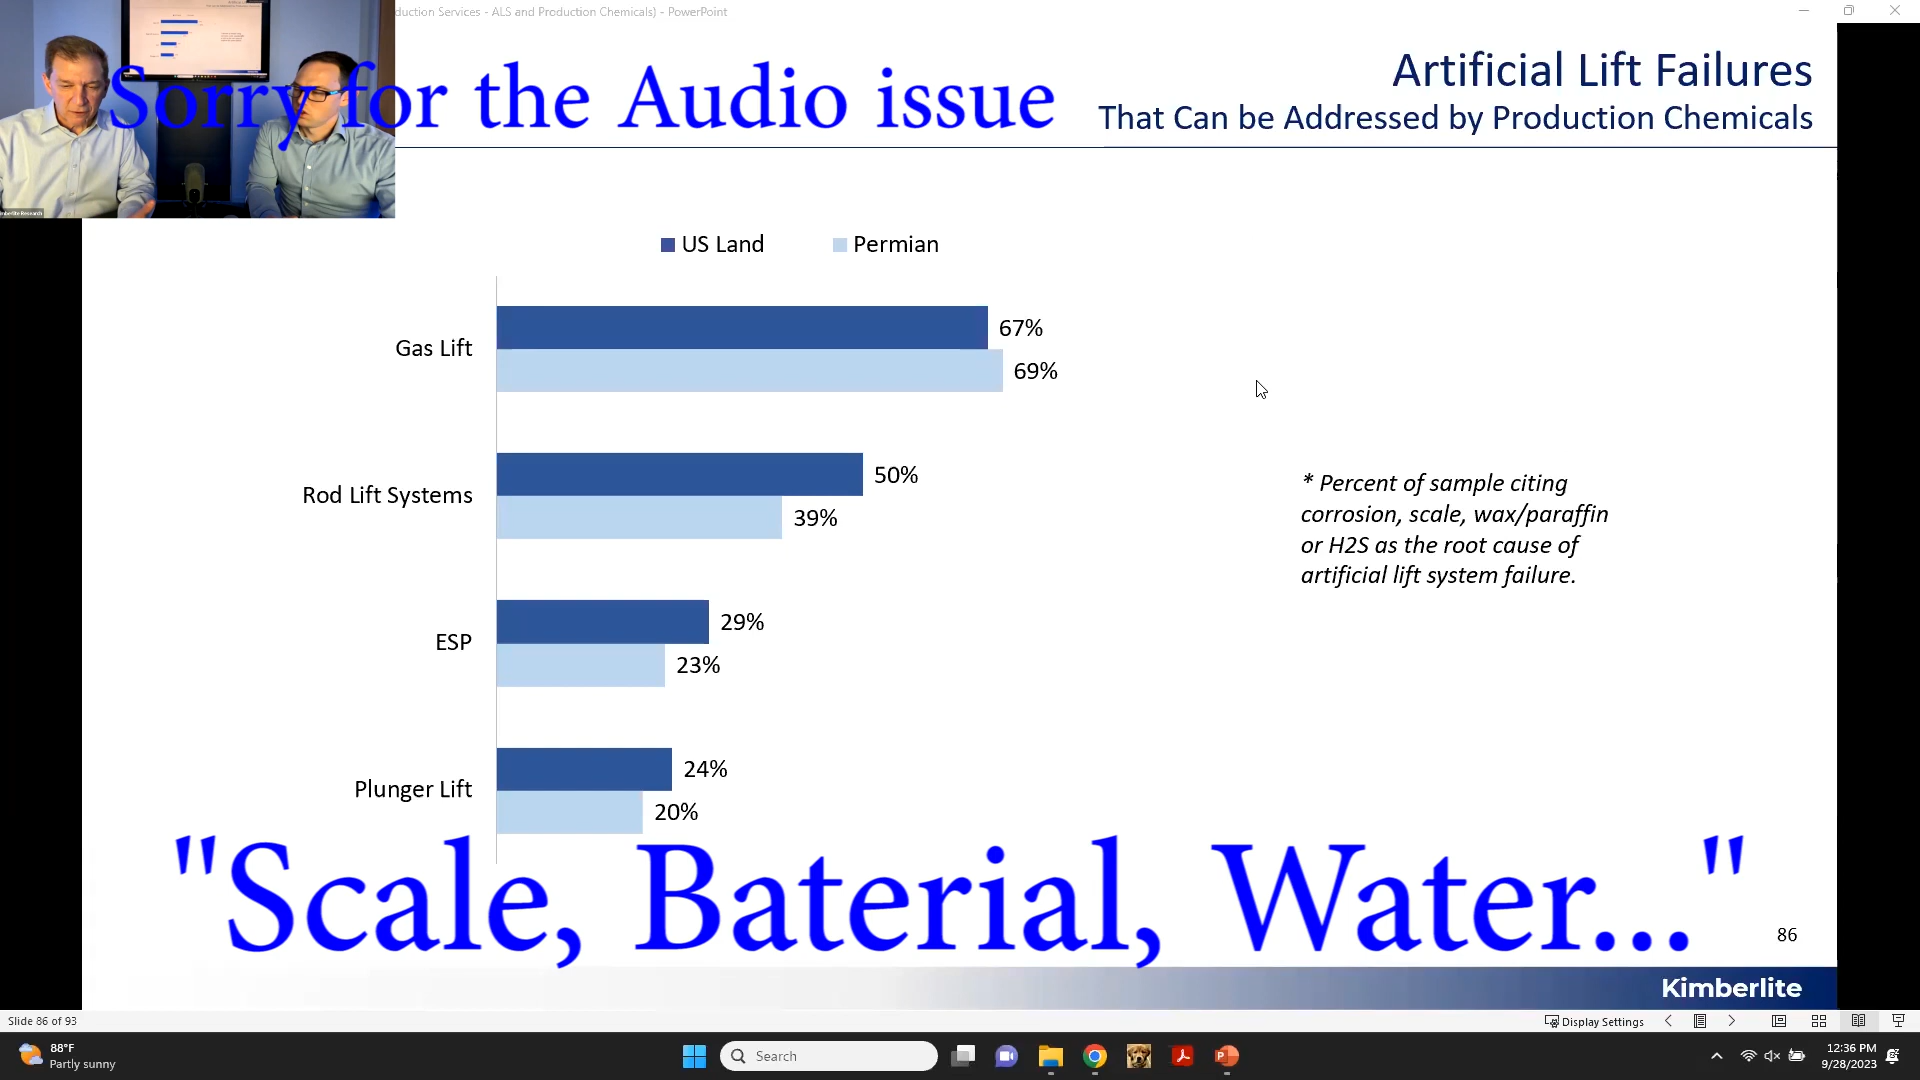 duction Services - ALS and Production Chemicals) - PowerPoint
Sorry for the Audio issue
Artificial Lift Failures
That Can be Addressed by Production Chemicals
US Land
Permian
Gas Lift
67%
69%
Rod Lift Systems
50%
39%
* Percent of sample citing
corrosion, scale, wax/paraffin
or H2S as the root cause of
artificial lift system failure.
ESP
29%
23%
Plunger Lift
24%
20%
"Scale, Baterial, Water..."
86
Kimberlite
Slide 86 of 93
Display Settings
88°F
Partly sunny
Search
12:36 PM
9/28/2023